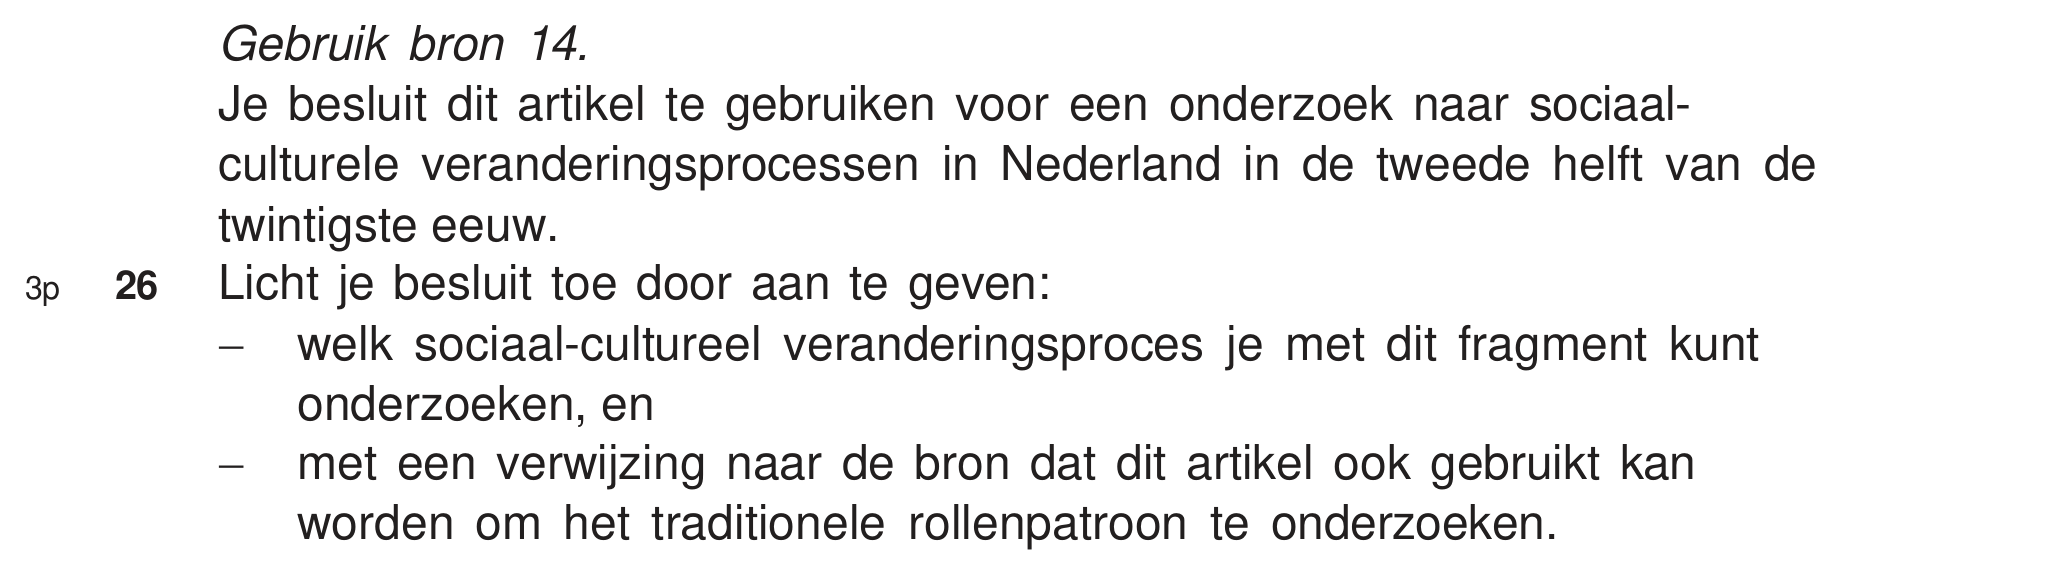 Gebruik bron 14.
Je besluit dit artikel te gebruiken voor een onderzoek naar sociaal-
culturele veranderingsprocessen in Nederland in de tweede helft van de
twintigste eeuw.
3p 26 Licht je besluit toe door aan te geven:
– welk sociaal-cultureel veranderingsproces je met dit fragment kunt
onderzoeken, en
– met een verwijzing naar de bron dat dit artikel ook gebruikt kan
worden om het traditionele rollenpatroon te onderzoeken.